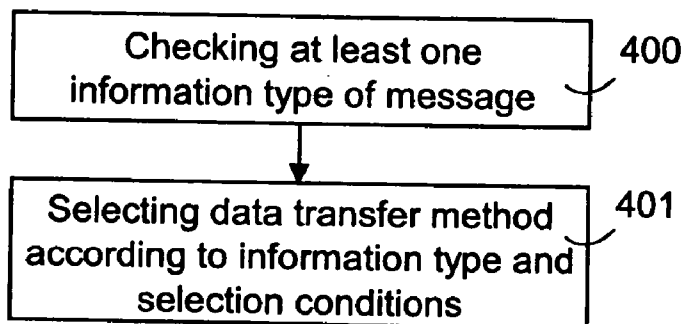 Checking at least one
information type of message
400
Selecting data transfer method
according to information type and
selection conditions
401